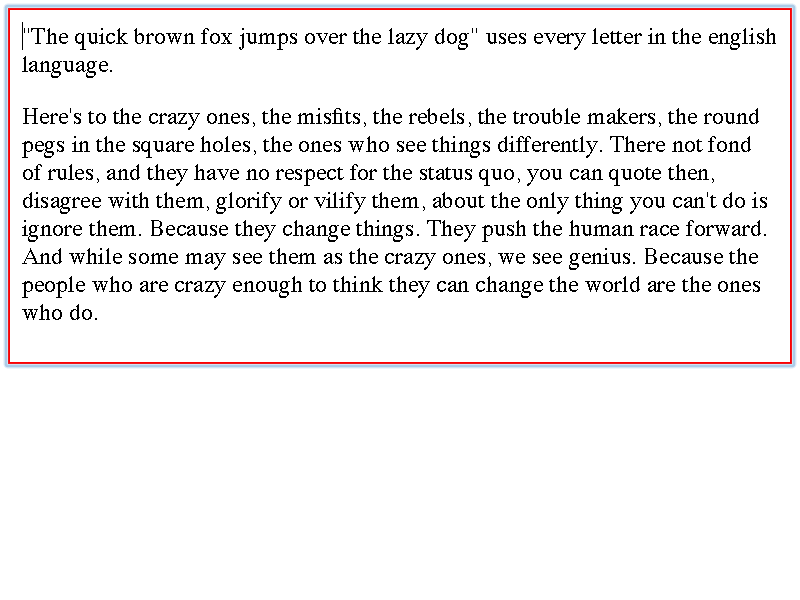 "The quick brown fox jumps over the lazy dog" uses every letter in the english
language.
Here's to the crazy ones, the misfits, the rebels, the trouble makers, the round
pegs in the square holes, the ones who see things differently. There not fond
of rules, and they have no respect for the status quo, you can quote then,
disagree with them, glorify or vilify them, about the only thing you can't do is
ignore them. Because they change things. They push the human race forward.
And while some may see them as the crazy ones, we see genius. Because the
people who are crazy enough to think they can change the world are the ones
who do.